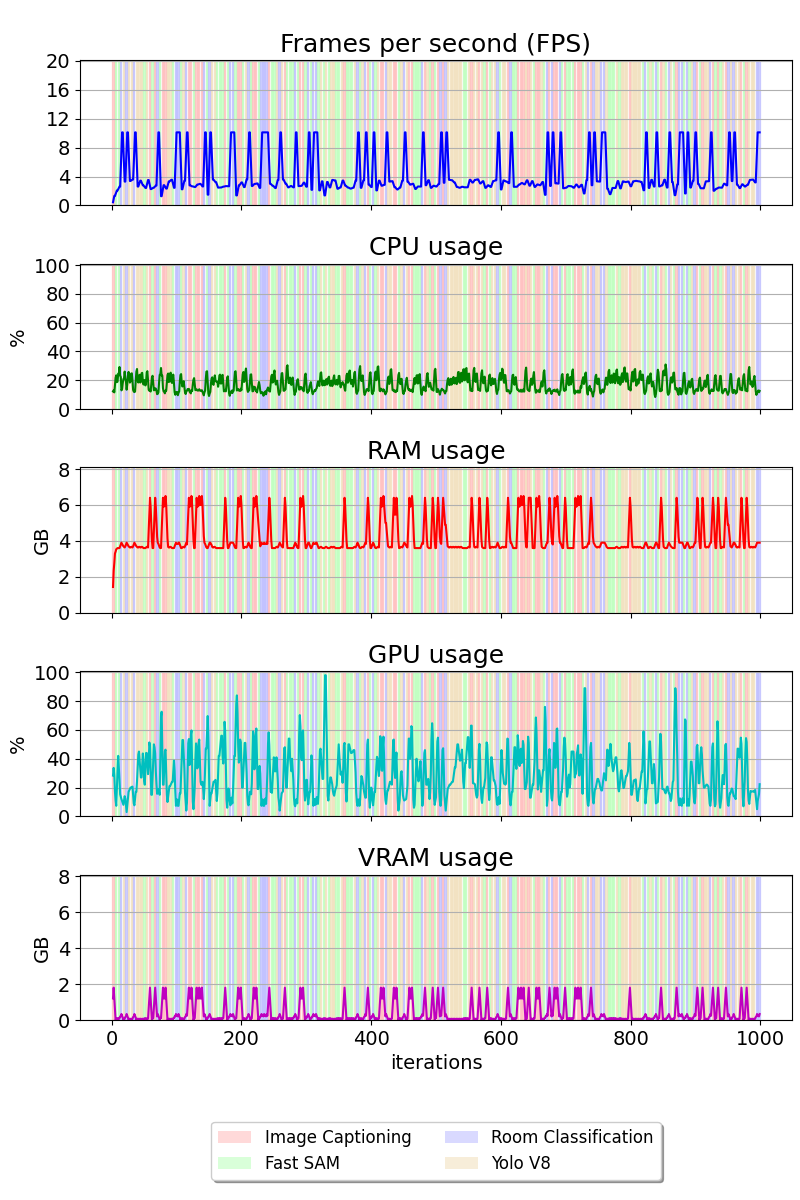 Frames per second (FPS)
20
16
12
8
4
0
CPU usage
100
80
60
40
20
0
%
RAM usage
8
6
4
2
0
GB
GPU usage
100
80
60
40
20
0
%
VRAM usage
8
6
4
2
0
GB
0 200 400 600 800 1000
iterations
Image Captioning Room Classification
Fast SAM Yolo V8